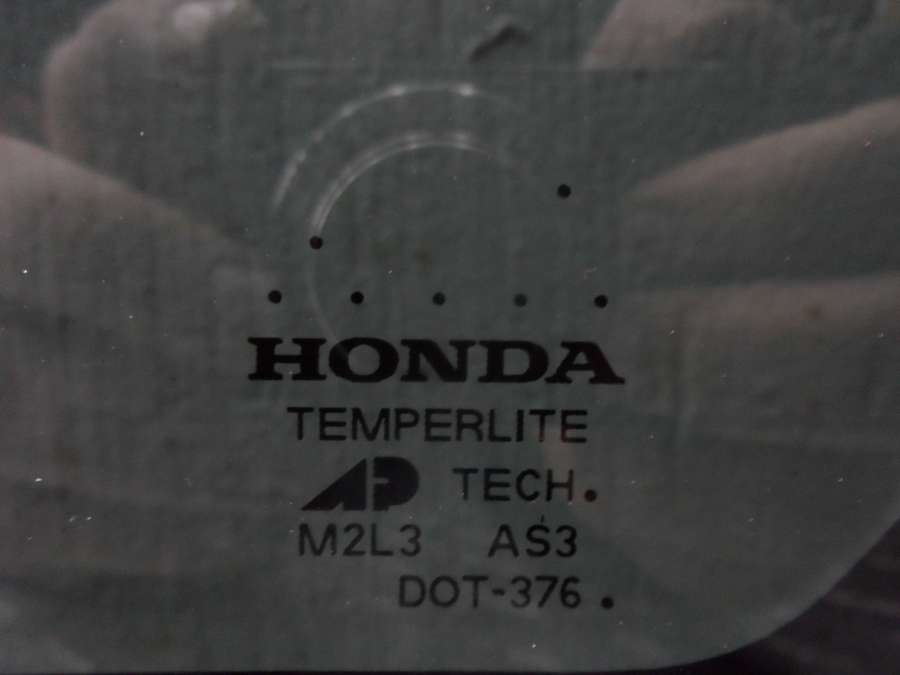 HONDA
TEMPERLITE
AP TECH.
M2L3 AS3
DOT-376 .